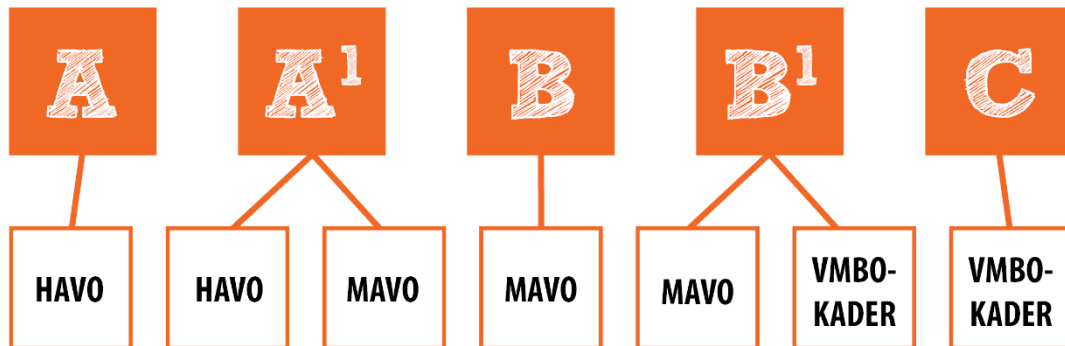 A A¹ B B¹ C
HAVO HAVO MAVO MAVO MAVO VMBO-KADER VMBO-KADER